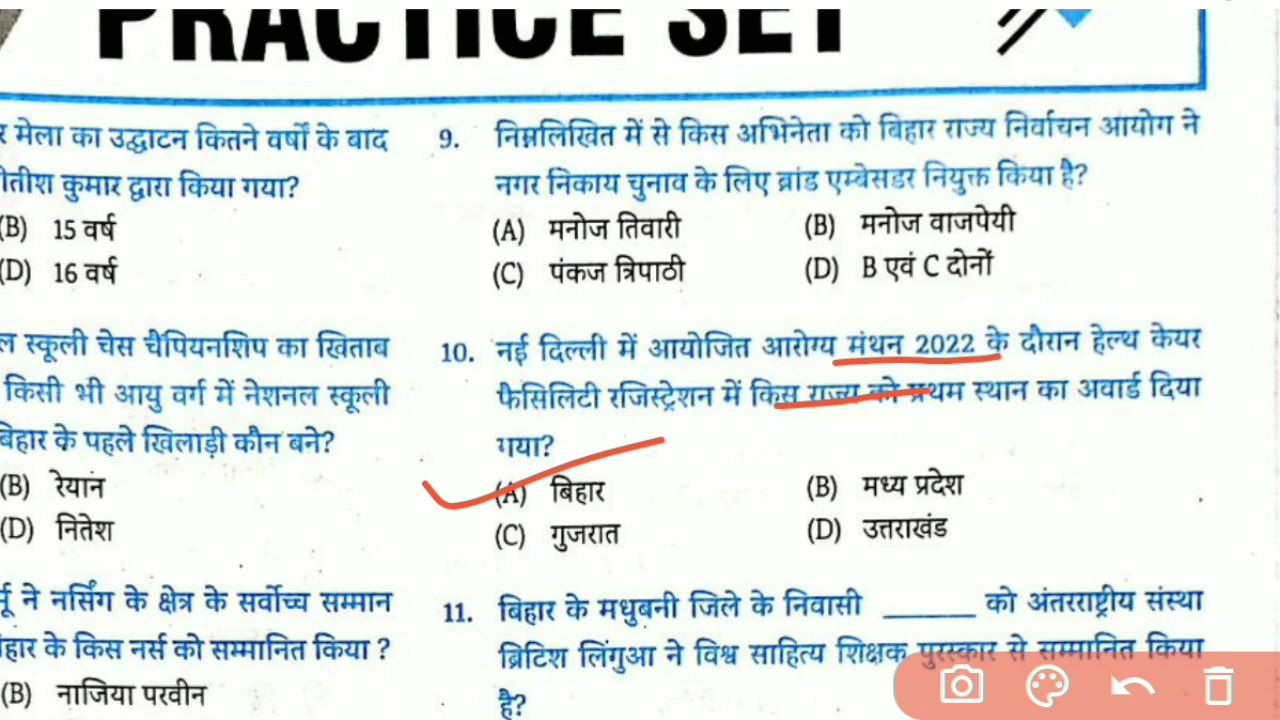 PRACTICE SET
र मेला का उद्घाटन कितने वर्षों के बाद
ीतीश कुमार द्वारा किया गया?
(B) 15 वर्ष
(D) 16 वर्ष
ल स्कूली चेस चैंपियनशिप का खिताब
किसी भी आयु वर्ग में नेशनल स्कूली
बिहार के पहले खिलाड़ी कौन बने?
(B) रेयान
(D) नितेश
र्मू ने नर्सिंग के क्षेत्र के सर्वोच्च सम्मान
हार के किस नर्स को सम्मानित किया ?
(B) नाजिया परवीन
9. निम्नलिखित में से किस अभिनेता को बिहार राज्य निर्वाचन आयोग ने
नगर निकाय चुनाव के लिए ब्रांड एम्बेसडर नियुक्त किया है?
(A) मनोज तिवारी (B) मनोज वाजपेयी
(C) पंकज त्रिपाठी (D) B एवं C दोनों
10. नई दिल्ली में आयोजित आरोग्य मंथन 2022 के दौरान हेल्थ केयर
फैसिलिटी रजिस्ट्रेशन में किस राज्य को प्रथम स्थान का अवार्ड दिया
गया?
(A) बिहार (B) मध्य प्रदेश
(C) गुजरात (D) उत्तराखंड
11. बिहार के मधुबनी जिले के निवासी ______ को अंतरराष्ट्रीय संस्था
ब्रिटिश लिंगुआ ने विश्व साहित्य शिक्षक पुरस्कार से सम्मानित किया
है?